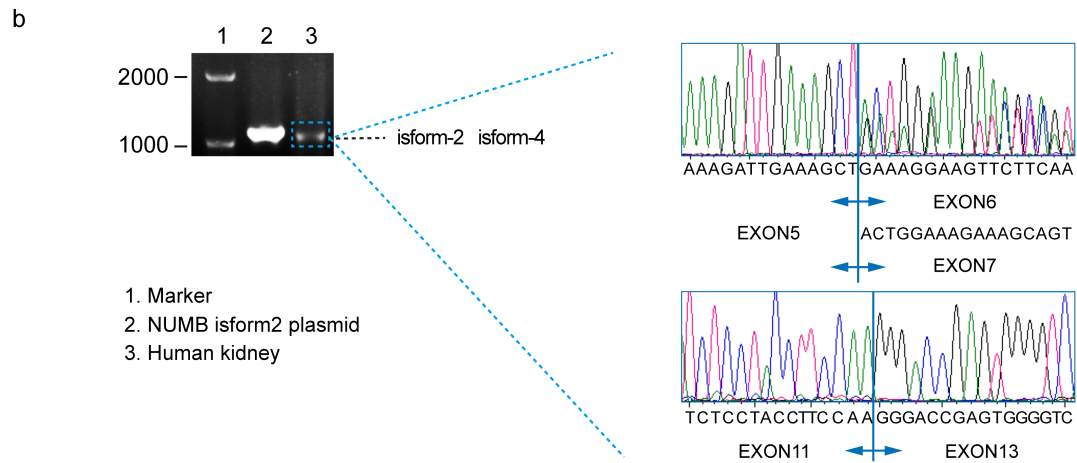 b
1 2 3
2000
1000
isform-2 isform-4
1. Marker
2. NUMB isform2 plasmid
3. Human kidney
AAAGATTGAAAGCTGAAAGGAAGTTCTTCAA
EXON6
EXON5
ACTGGAAAGAAAGCAGT
EXON7
TCTCCTACCTTCCAAGGGACCGAGTGGGGTC
EXON11
EXON13